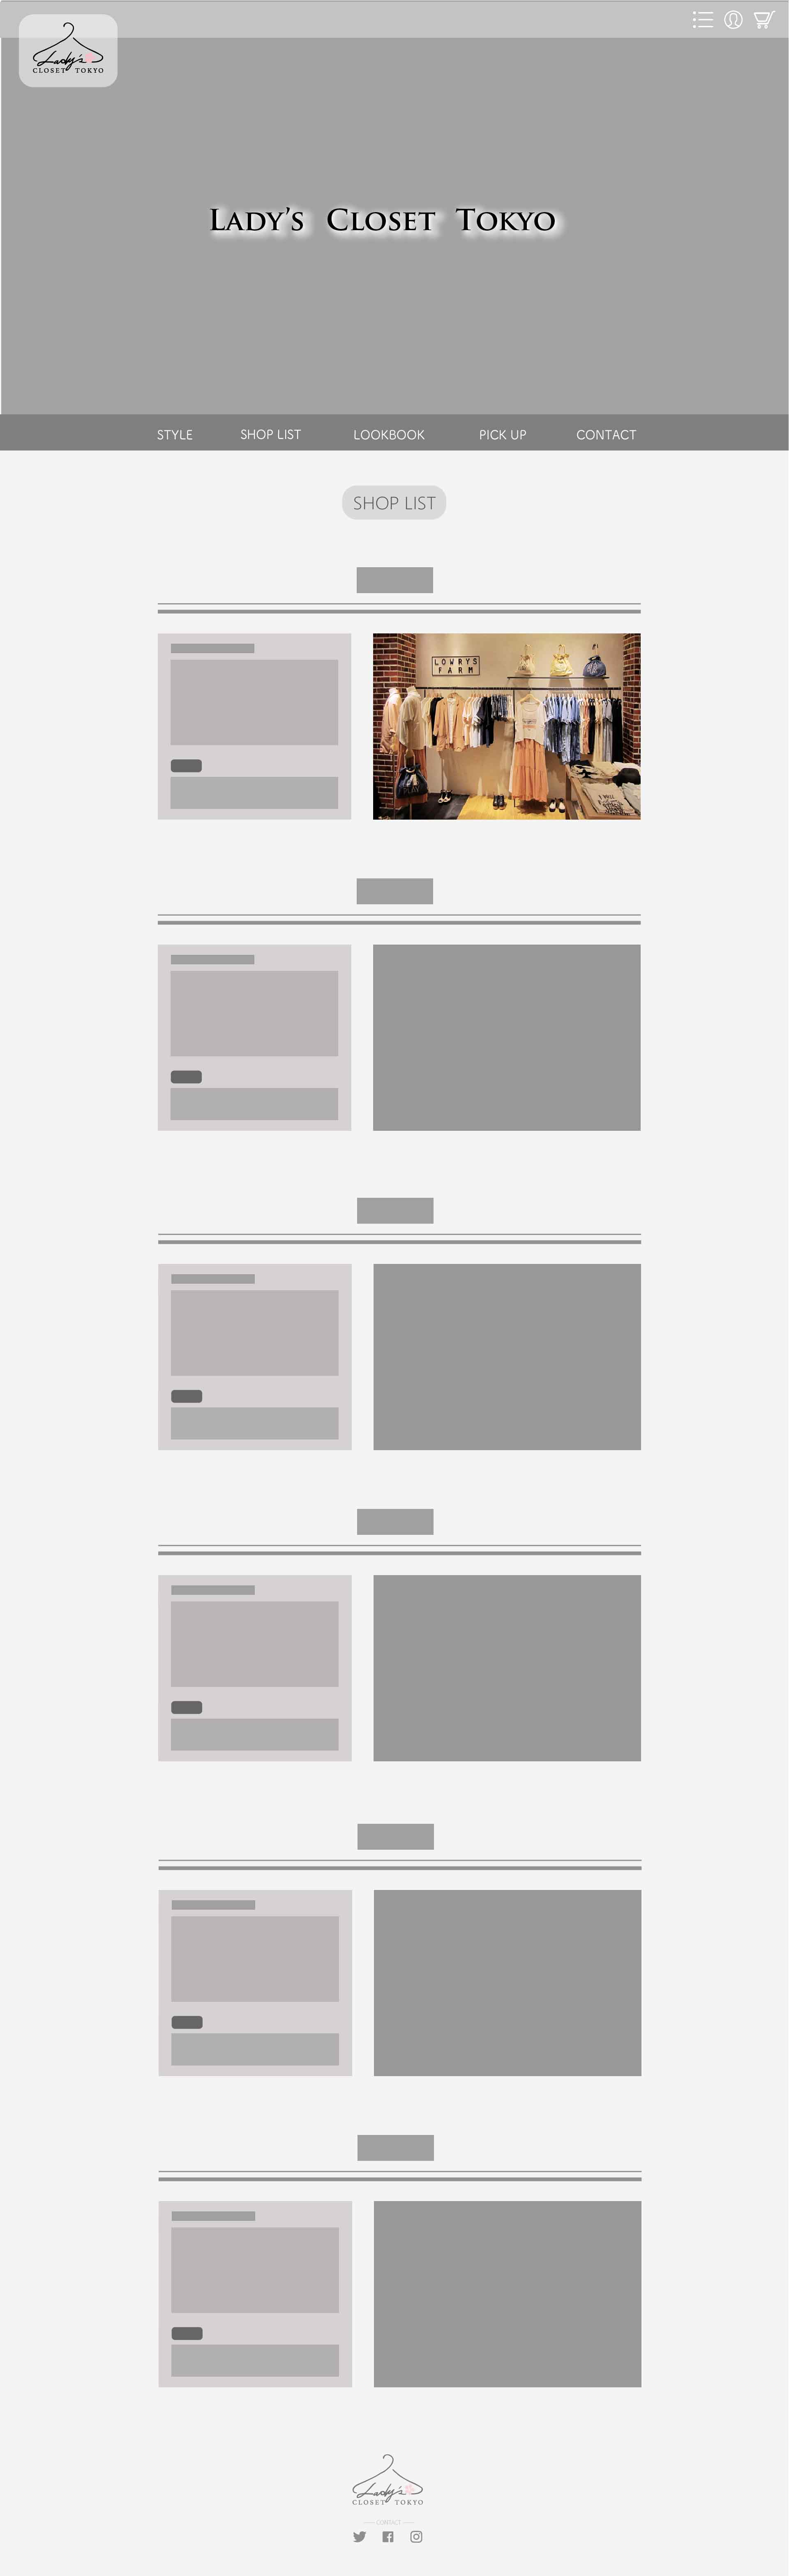 Lady's
CLOSET TOKYO
LADY'S CLOSET TOKYO
STYLE SHOP LIST LOOKBOOK PICK UP CONTACT
SHOP LIST
LOWRYS
FARM
Lady's
CLOSET TOKYO
CONTACT